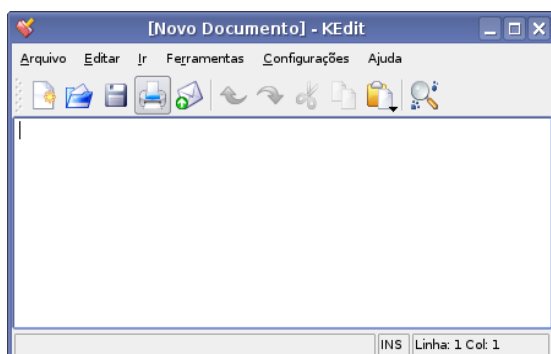 [Novo Documento] - KEdit
Arquivo Editar Ir Ferramentas Configurações Ajuda
INS Linha: 1 Col: 1